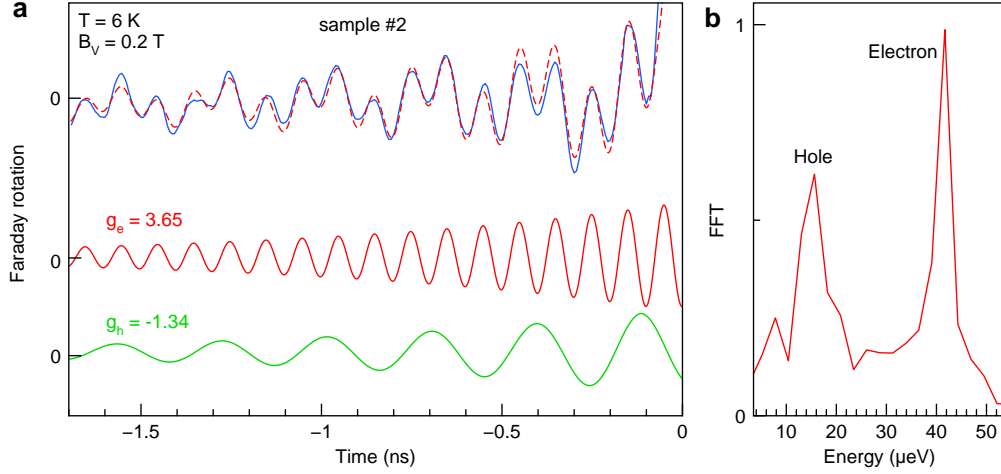 a
T = 6 K
B_V = 0.2 T
sample #2
0
g_e = 3.65
0
g_h = -1.34
0
Faraday rotation
−1.5
−1
−0.5
0
Time (ns)
b
1
Electron
Hole
FFT
0
10
20
30
40
50
Energy (µeV)